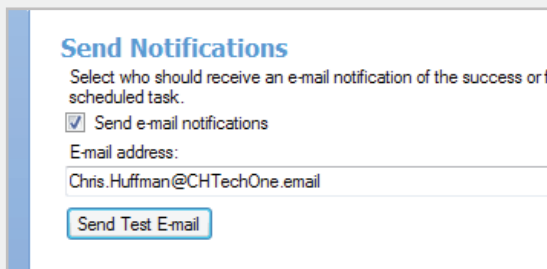 Send Notifications
Select who should receive an e-mail notification of the success or
scheduled task.
Send e-mail notifications
E-mail address:
Chris.Huffman@CHTechOne.email
Send Test E-mail